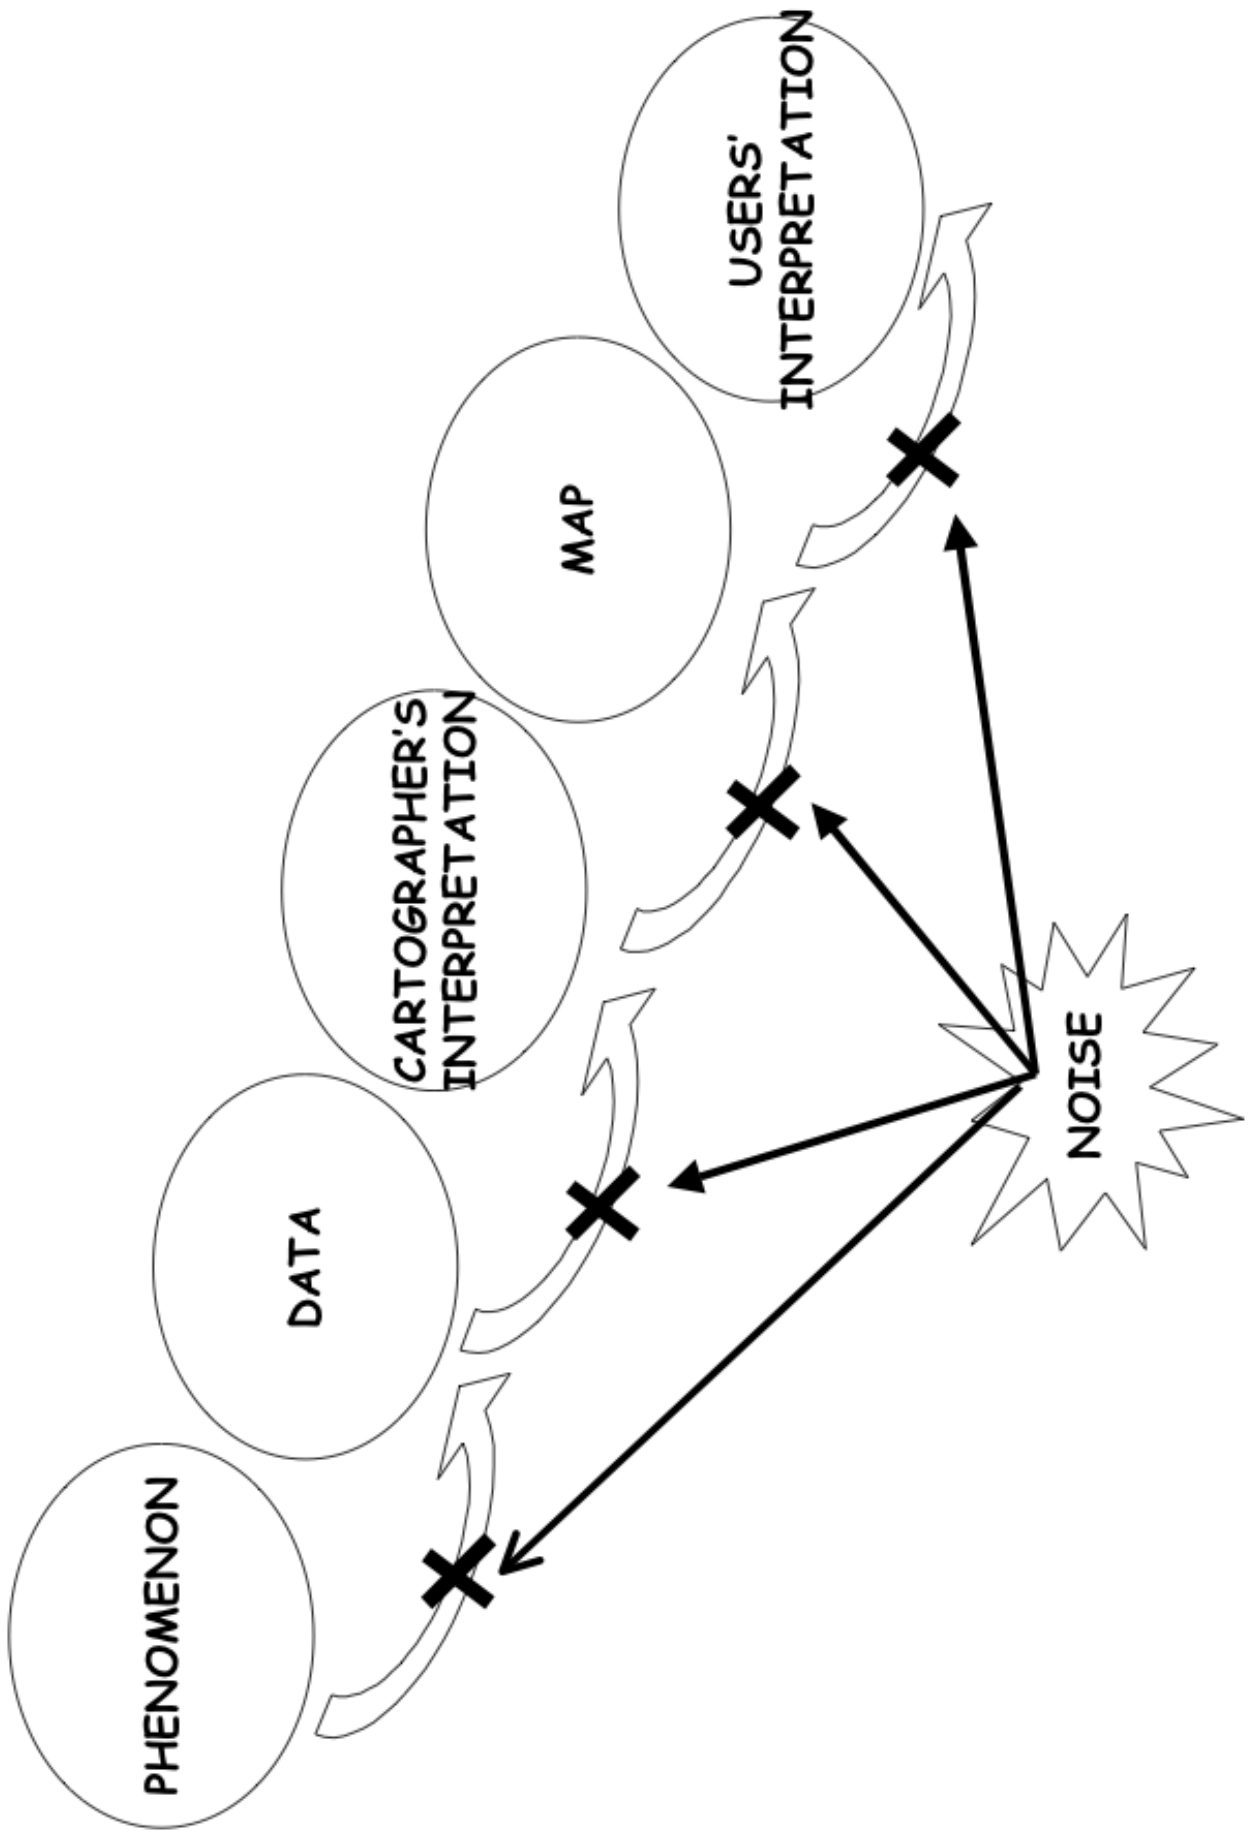 PHENOMENON
DATA
CARTOGRAPHER'S
INTERPRETATION
MAP
USERS'
INTERPRETATION
NOISE